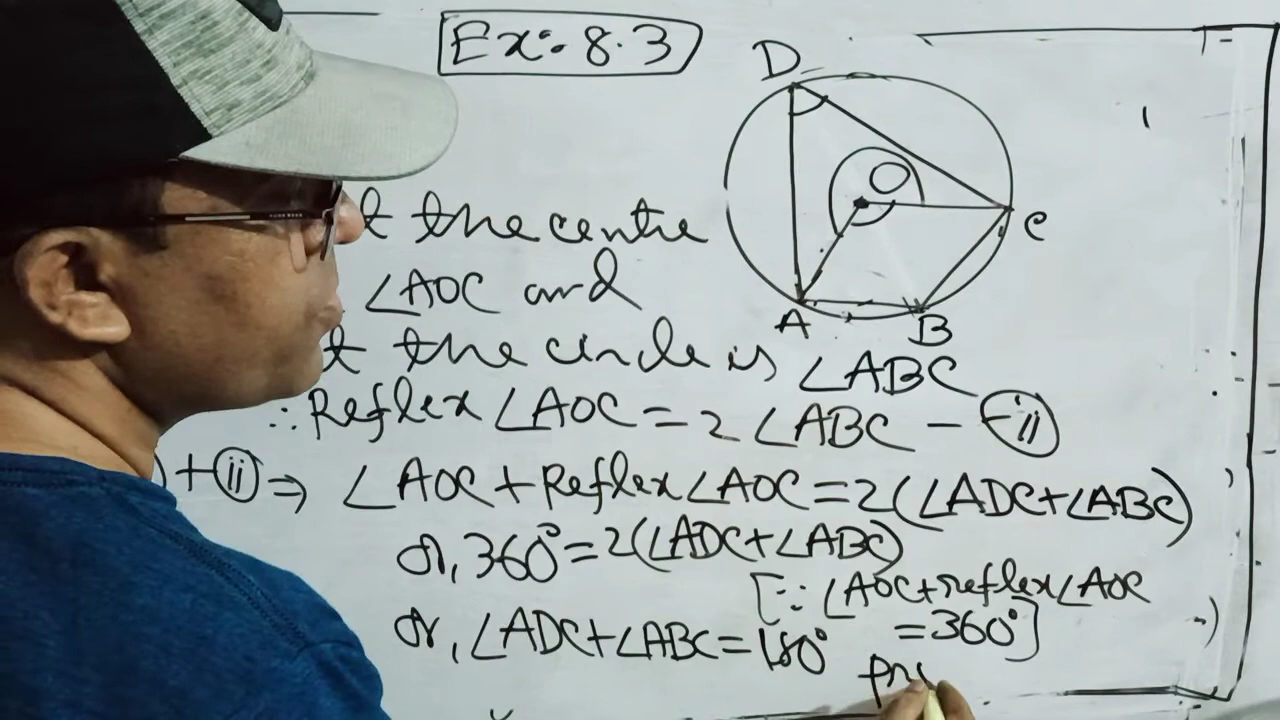 Ex:- 8.3
D
O
C
A
B
t the centre
∠AOC and
t the circle is ∠ABC
∴ Reflex ∠AOC = 2 ∠ABC – (ii)
) + (ii) ⇒ ∠AOC + Reflex ∠AOC = 2(∠ADC + ∠ABC)
or, 360° = 2(∠ADC + ∠ABC)
[∵ ∠AOC + reflex ∠AOC
= 360°]
or, ∠ADC + ∠ABC = 180°